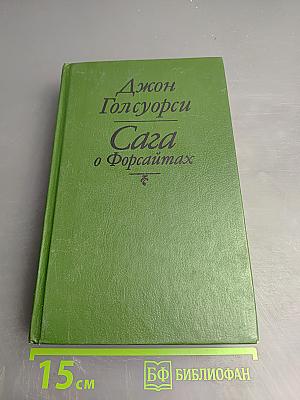 Джон
Голсуорси
Сага
о Форсайтах
15 см
БФ БИБЛИОФАН